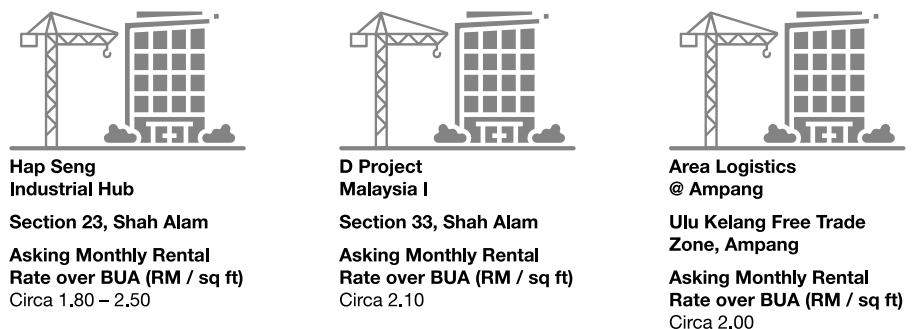 Hap Seng
Industrial Hub
Section 23, Shah Alam
Asking Monthly Rental
Rate over BUA (RM / sq ft)
Circa 1.80 – 2.50
D Project
Malaysia I
Section 33, Shah Alam
Asking Monthly Rental
Rate over BUA (RM / sq ft)
Circa 2.10
Area Logistics
@ Ampang
Ulu Kelang Free Trade
Zone, Ampang
Asking Monthly Rental
Rate over BUA (RM / sq ft)
Circa 2.00